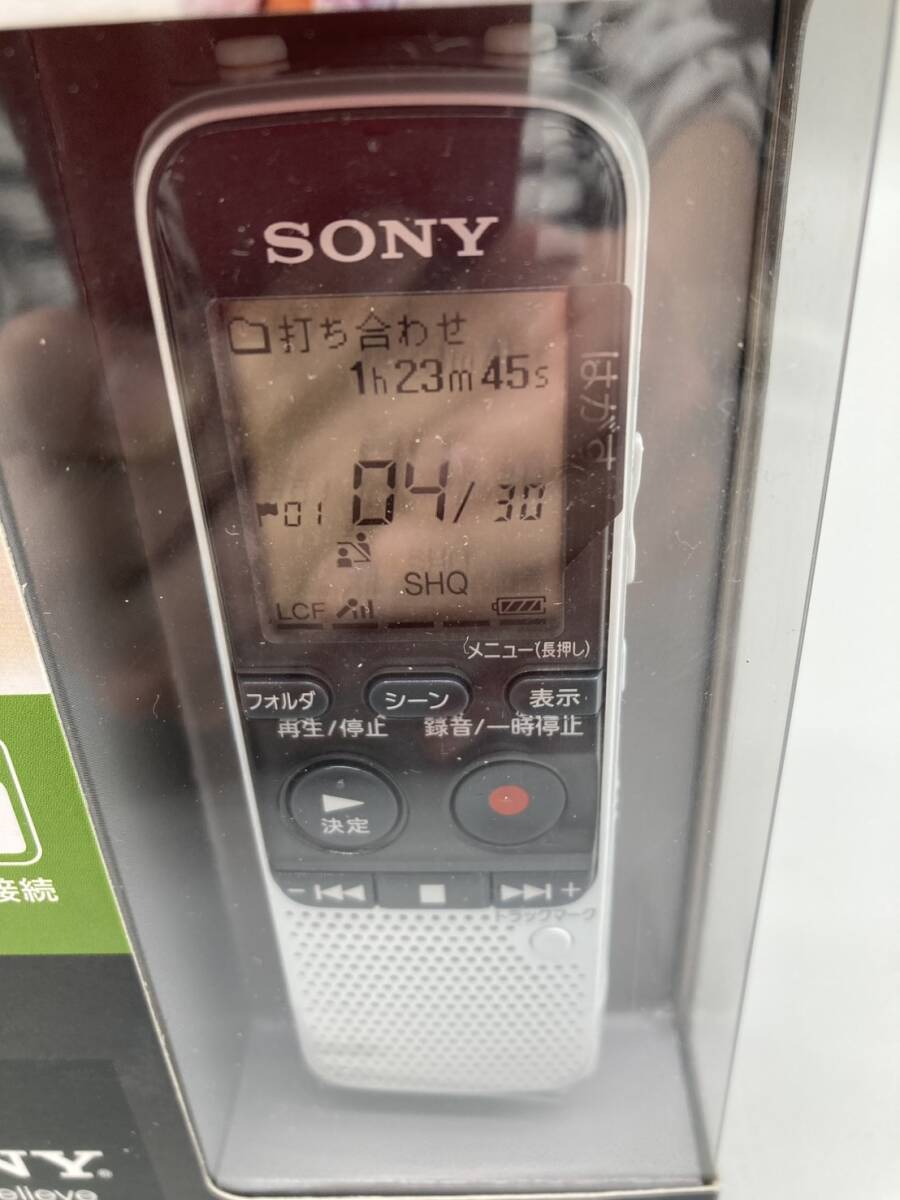 SONY
打ち合わせ
1h23m45s
はがす
01 04/30
SHQ
LCF
メニュー(長押し)
フォルダ シーン 表示
再生/停止 録音/一時停止
決定
- +
トラックマーク
接続
NY®
elieve